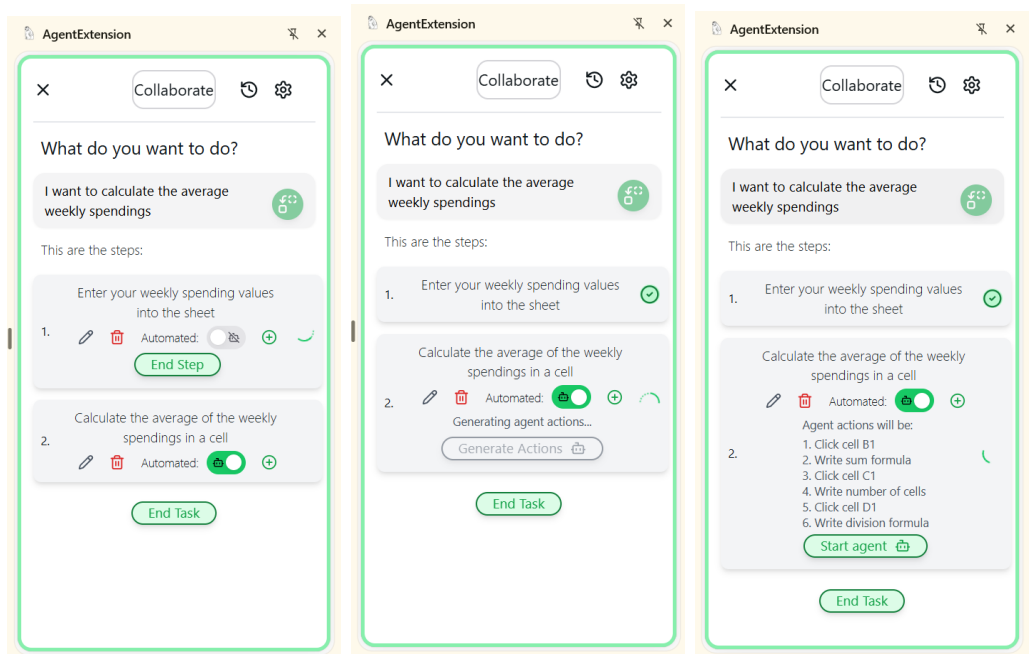 AgentExtension
Collaborate
What do you want to do?
I want to calculate the average
weekly spendings
This are the steps:
1.
Enter your weekly spending values
into the sheet
Automated:
End Step
2.
Calculate the average of the weekly
spendings in a cell
Automated:
End Task
AgentExtension
Collaborate
What do you want to do?
I want to calculate the average
weekly spendings
This are the steps:
1.
Enter your weekly spending values
into the sheet
2.
Calculate the average of the weekly
spendings in a cell
Automated:
Generating agent actions...
Generate Actions
End Task
AgentExtension
Collaborate
What do you want to do?
I want to calculate the average
weekly spendings
This are the steps:
1.
Enter your weekly spending values
into the sheet
2.
Calculate the average of the weekly
spendings in a cell
Automated:
Agent actions will be:
1. Click cell B1
2. Write sum formula
3. Click cell C1
4. Write number of cells
5. Click cell D1
6. Write division formula
Start agent
End Task